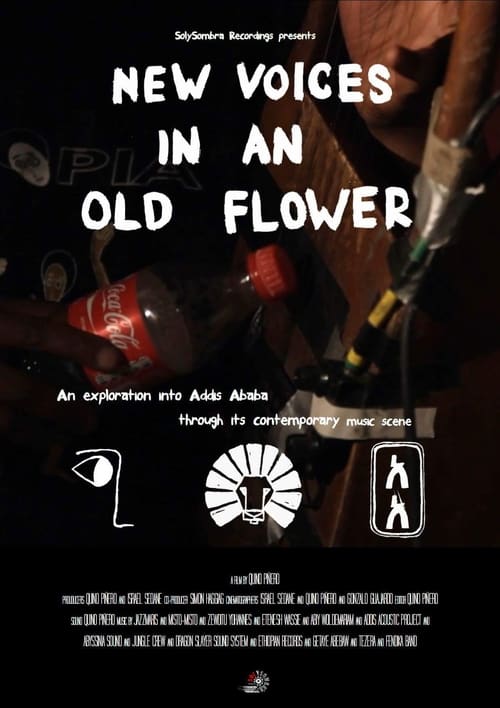 SolySombra Recordings presents
NEW VOICES
IN AN
OLD FLOWER
PIA
Coca-Cola
An exploration into Addis Ababa
through its contemporary music scene
A FILM BY QUINO PIÑERO
PRODUCERS QUINO PIÑERO AND ISRAEL SEOANE CO-PRODUCER SIMON HAGGAG CINEMATOGRAPHERS ISRAEL SEOANE AND QUINO PIÑERO AND GONZALO GUAJARDO EDITOR QUINO PIÑERO
SOUND QUINO PIÑERO MUSIC BY JAZZMARIS AND MISTO-MISTO AND ZEWDITU YOHANNES AND ETENESH WASSIE AND ABIY WOLDEMARIAM AND ADDIS ACOUSTIC PROJECT AND
ABYSSINIA SOUND AND JUNGLE CREW AND DRAGON SLAYER SOUND SYSTEM AND ETHIOPIAN RECORDS AND GETAYE ABEBAW AND TEZERA AND FENDIKA BAND